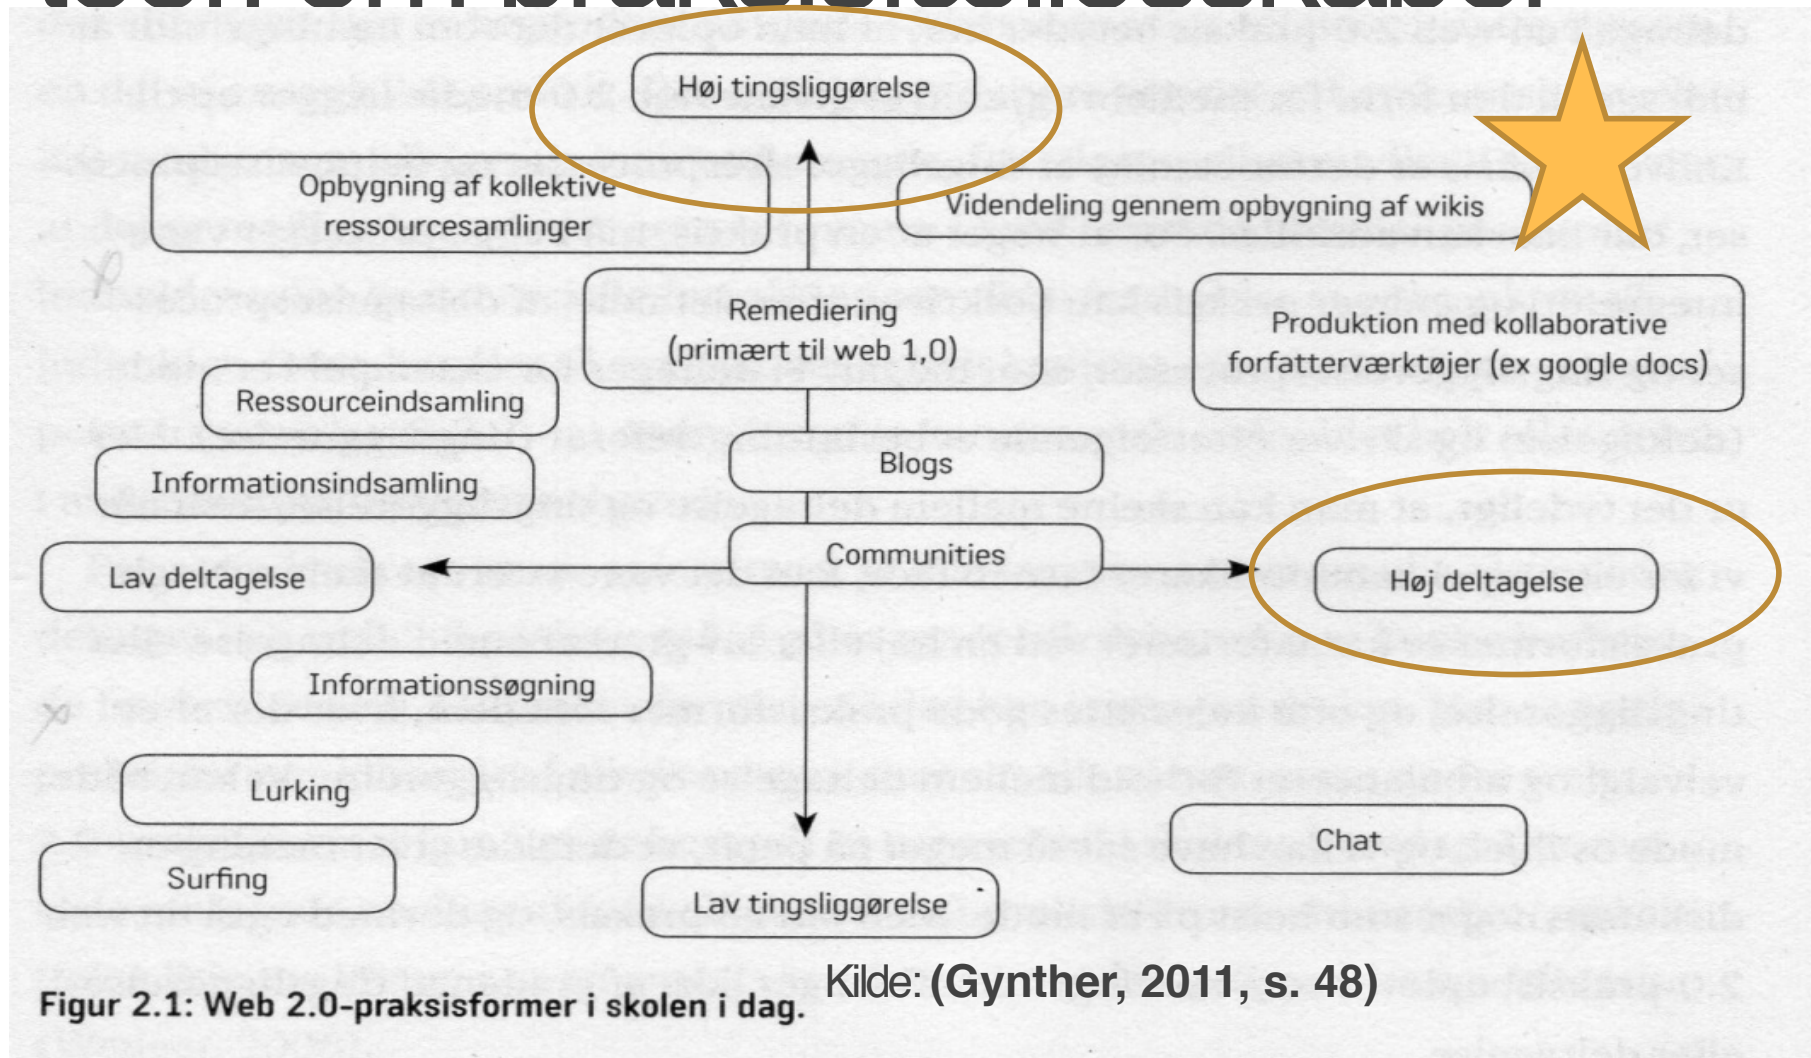 Høj tingsliggørelse
Opbygning af kollektive
ressourcesamlinger
Videndeling gennem opbygning af wikis
Remediering
(primært til web 1,0)
Produktion med kollaborative
forfatterværktøjer (ex google docs)
Ressourceindsamling
Blogs
Informationsindsamling
Communities
Lav deltagelse
Høj deltagelse
Informationssøgning
Lurking
Chat
Surfing
Lav tingsliggørelse
Kilde: (Gynther, 2011, s. 48)
Figur 2.1: Web 2.0-praksisformer i skolen i dag.